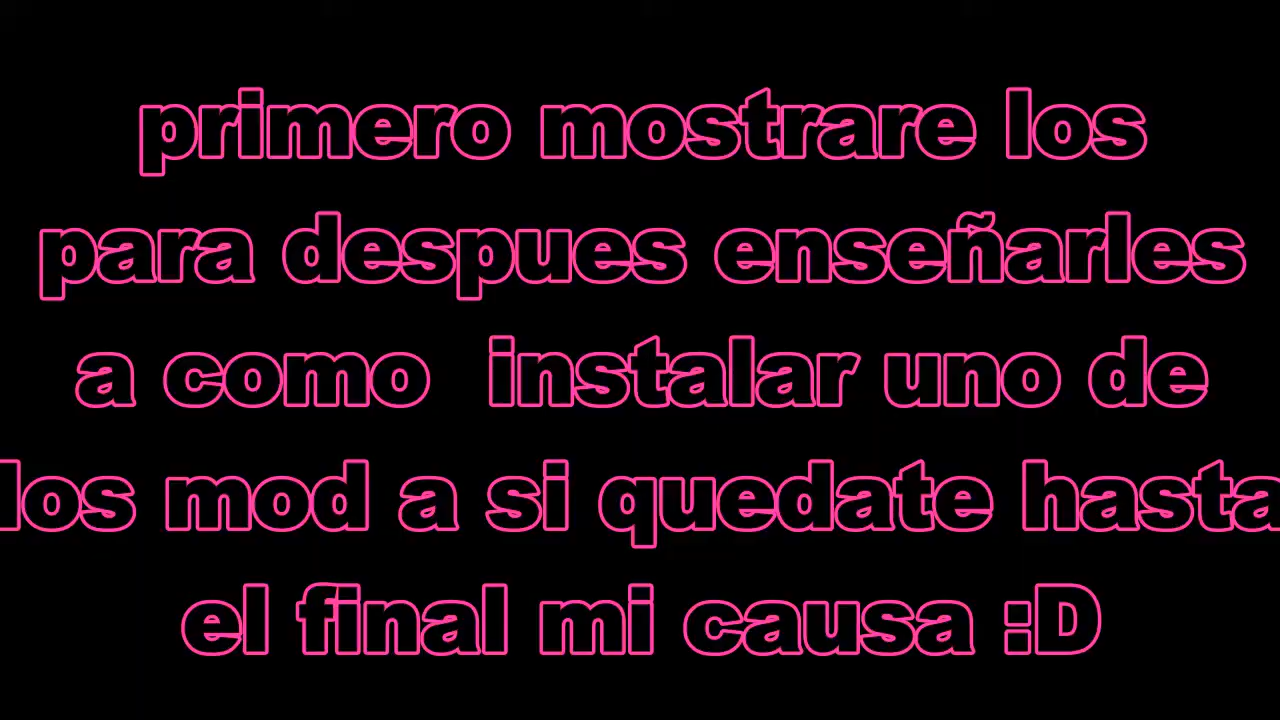 primero mostrare los
para despues enseñarles
a como  instalar uno de
los mod a si quedate hasta
el final mi causa :D